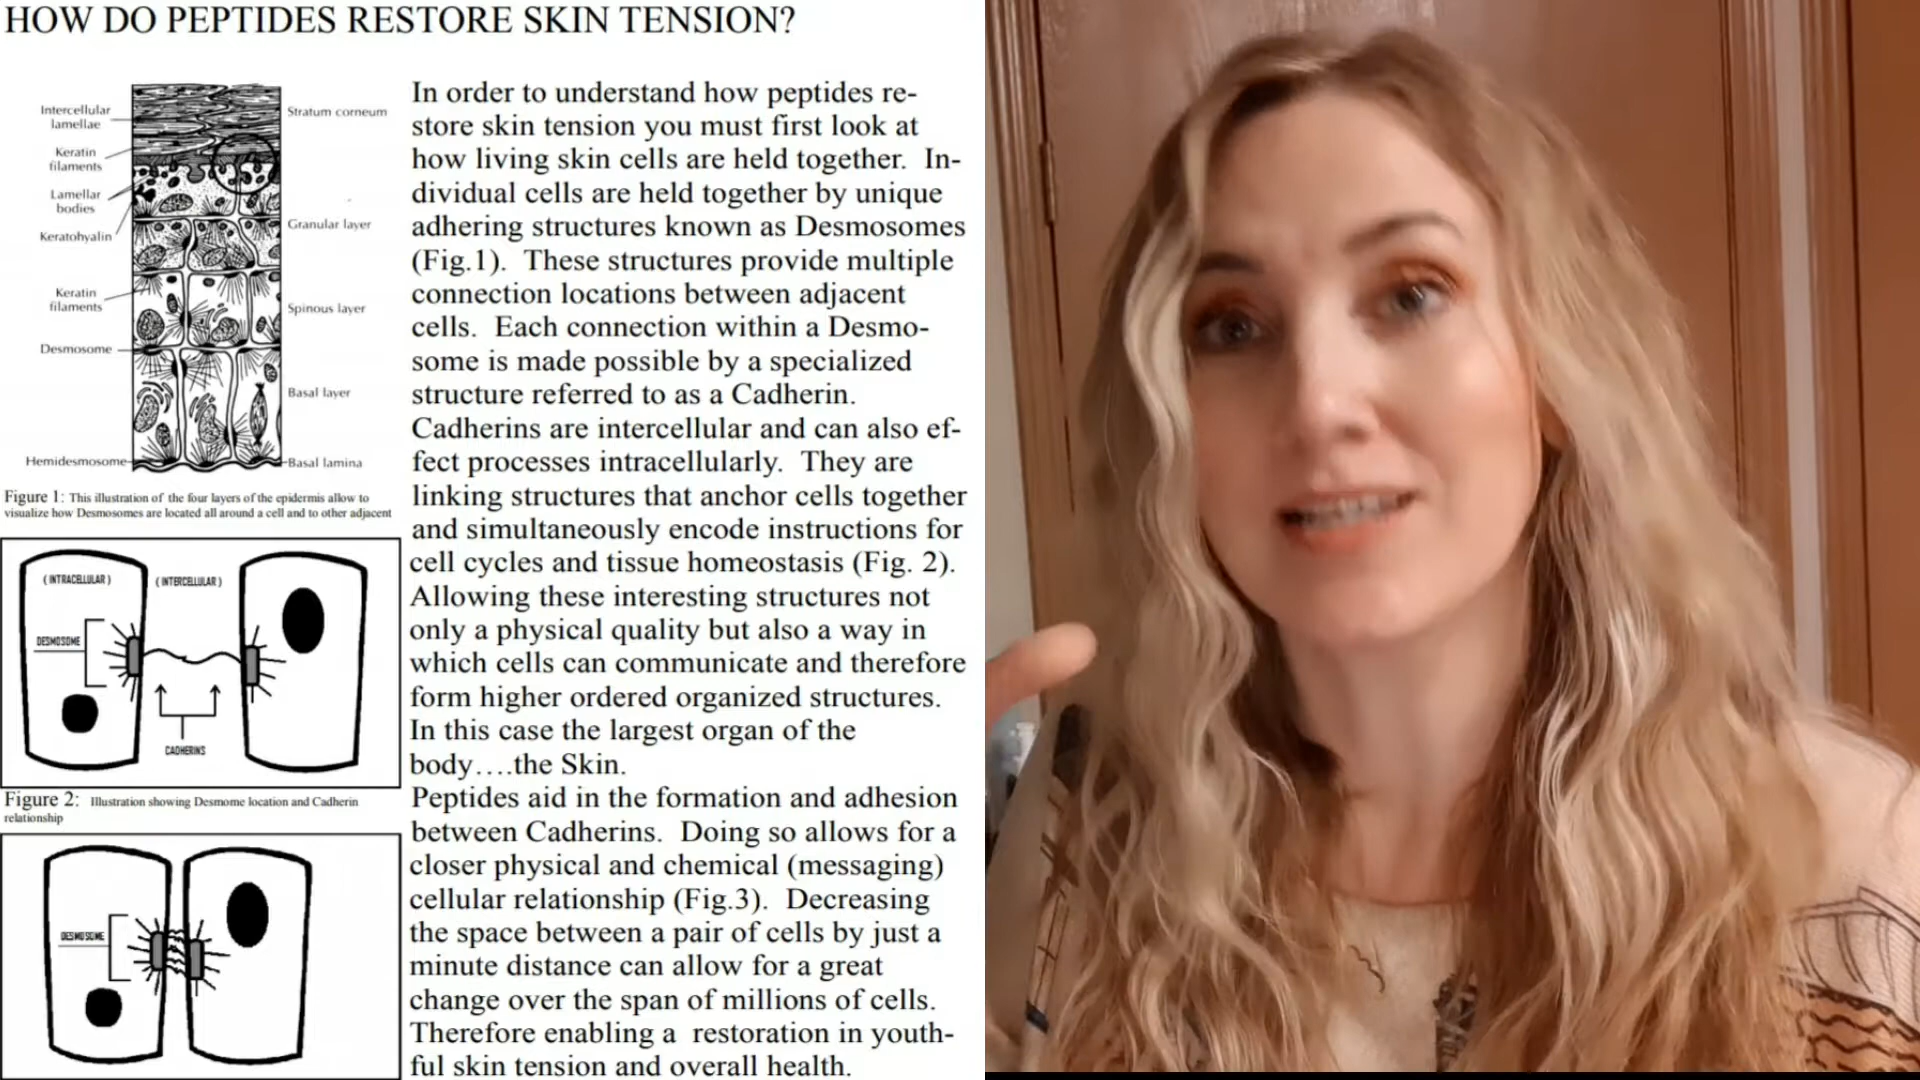 HOW DO PEPTIDES RESTORE SKIN TENSION?
Intercellular
lamellae
Keratin
filaments
Lamellar
bodies
Keratohyalin
Keratin
filaments
Desmosome
Hemidesmosome
Stratum corneum
Granular layer
Spinous layer
Basal layer
Basal lamina
Figure 1: This illustration of the four layers of the epidermis allow to
visualize how Desmosomes are located all around a cell and to other adjacent
( INTRACELLULAR )
( INTERCELLULAR )
DESMOSOME
CADHERINS
Figure 2: Illustration showing Desmome location and Cadherin
relationship
DESMOSOME
In order to understand how peptides re-
store skin tension you must first look at
how living skin cells are held together. In-
dividual cells are held together by unique
adhering structures known as Desmosomes
(Fig.1). These structures provide multiple
connection locations between adjacent
cells. Each connection within a Desmo-
some is made possible by a specialized
structure referred to as a Cadherin.
Cadherins are intercellular and can also ef-
fect processes intracellularly. They are
linking structures that anchor cells together
and simultaneously encode instructions for
cell cycles and tissue homeostasis (Fig. 2).
Allowing these interesting structures not
only a physical quality but also a way in
which cells can communicate and therefore
form higher ordered organized structures.
In this case the largest organ of the
body....the Skin.
Peptides aid in the formation and adhesion
between Cadherins. Doing so allows for a
closer physical and chemical (messaging)
cellular relationship (Fig.3). Decreasing
the space between a pair of cells by just a
minute distance can allow for a great
change over the span of millions of cells.
Therefore enabling a restoration in youth-
ful skin tension and overall health.